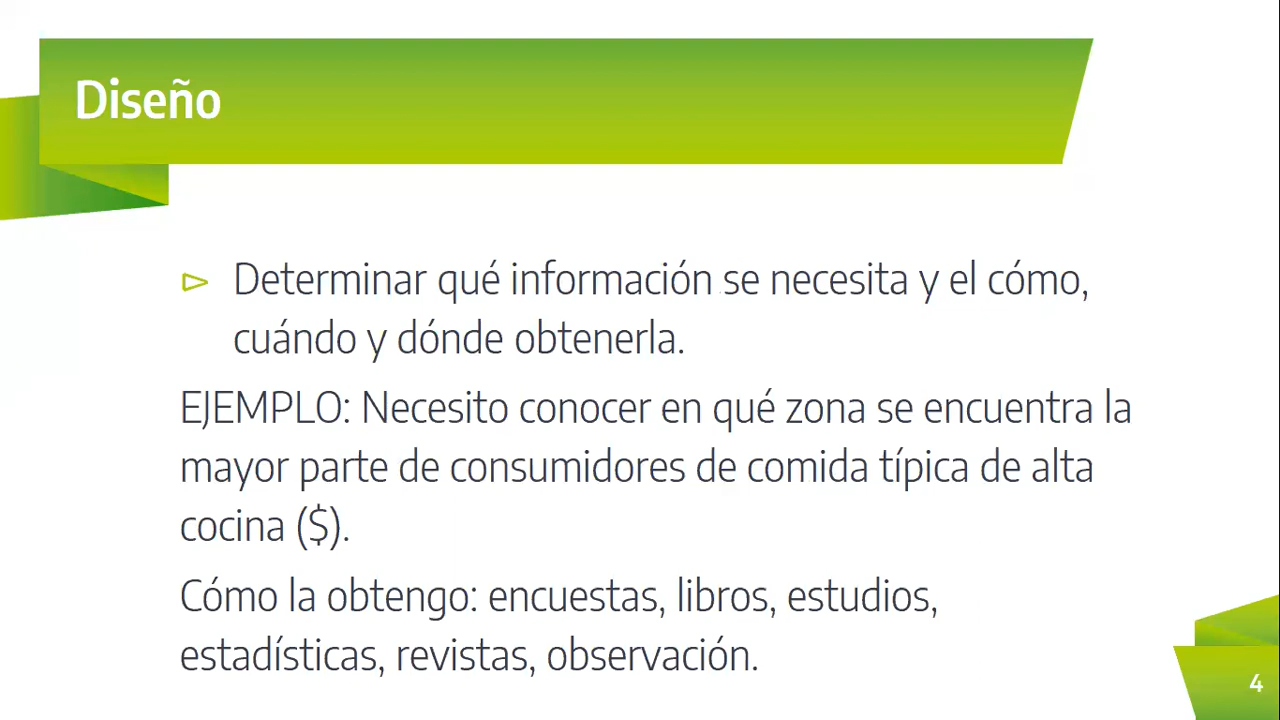 Diseño
Determinar qué información se necesita y el cómo,
cuándo y dónde obtenerla.
EJEMPLO: Necesito conocer en qué zona se encuentra la
mayor parte de consumidores de comida típica de alta
cocina ($).
Cómo la obtengo: encuestas, libros, estudios,
estadísticas, revistas, observación.
4